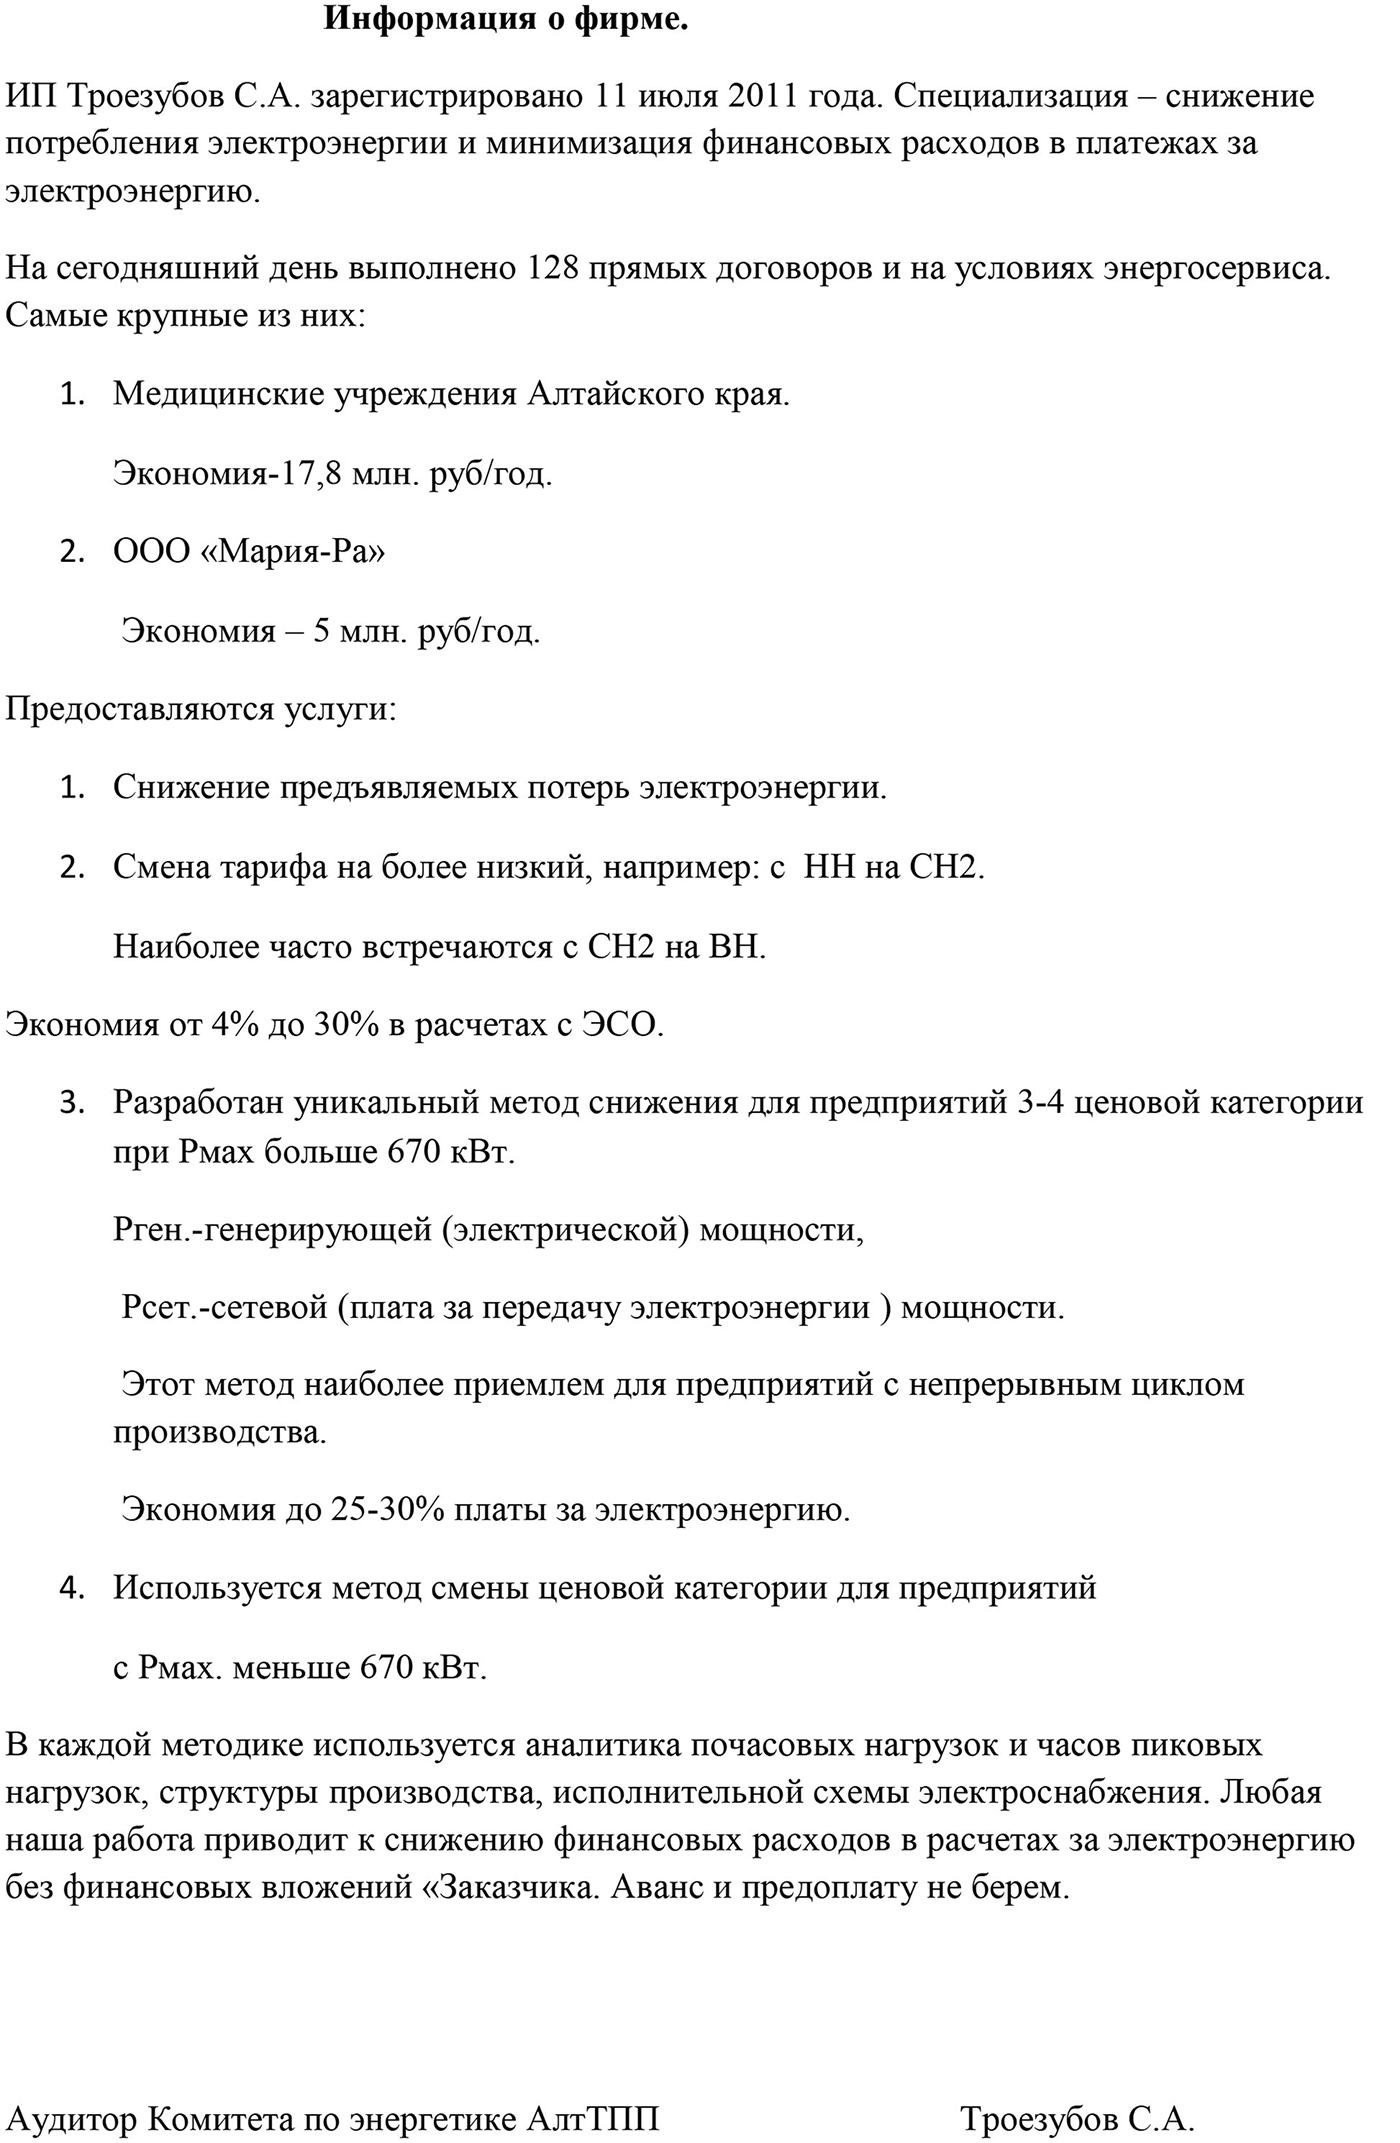 Информация о фирме.
ИП Троезубов С.А. зарегистрировано 11 июля 2011 года. Специализация – снижение
потребления электроэнергии и минимизация финансовых расходов в платежах за
электроэнергию.
На сегодняшний день выполнено 128 прямых договоров и на условиях энергосервиса.
Самые крупные из них:
1. Медицинские учреждения Алтайского края.
Экономия-17,8 млн. руб/год.
2. ООО «Мария-Ра»
Экономия – 5 млн. руб/год.
Предоставляются услуги:
1. Снижение предъявляемых потерь электроэнергии.
2. Смена тарифа на более низкий, например: с  НН на СН2.
Наиболее часто встречаются с СН2 на ВН.
Экономия от 4% до 30% в расчетах с ЭСО.
3. Разработан уникальный метод снижения для предприятий 3-4 ценовой категории
при Рмах больше 670 кВт.
Рген.-генерирующей (электрической) мощности,
Рсет.-сетевой (плата за передачу электроэнергии ) мощности.
Этот метод наиболее приемлем для предприятий с непрерывным циклом
производства.
Экономия до 25-30% платы за электроэнергию.
4. Используется метод смены ценовой категории для предприятий
с Рмах. меньше 670 кВт.
В каждой методике используется аналитика почасовых нагрузок и часов пиковых
нагрузок, структуры производства, исполнительной схемы электроснабжения. Любая
наша работа приводит к снижению финансовых расходов в расчетах за электроэнергию
без финансовых вложений «Заказчика. Аванс и предоплату не берем.
Аудитор Комитета по энергетике АлтТПП Троезубов С.А.